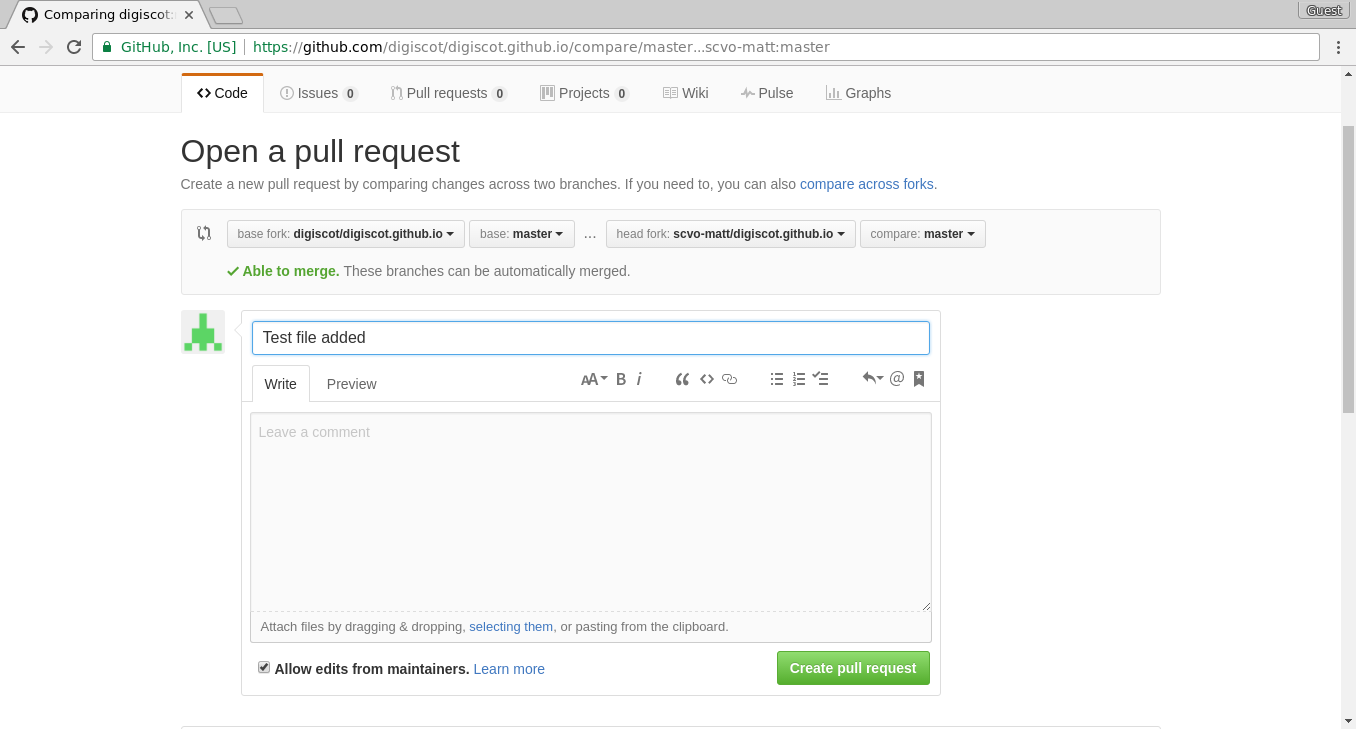 Comparing digiscot:
Guest
GitHub, Inc. [US] https://github.com/digiscot/digiscot.github.io/compare/master...scvo-matt:master
Code Issues 0 Pull requests 0 Projects 0 Wiki Pulse Graphs
Open a pull request
Create a new pull request by comparing changes across two branches. If you need to, you can also compare across forks.
base fork: digiscot/digiscot.github.io base: master ... head fork: scvo-matt/digiscot.github.io compare: master
Able to merge. These branches can be automatically merged.
Test file added
Write Preview AA B i “ <> @
Leave a comment
Attach files by dragging & dropping, selecting them, or pasting from the clipboard.
Allow edits from maintainers. Learn more Create pull request